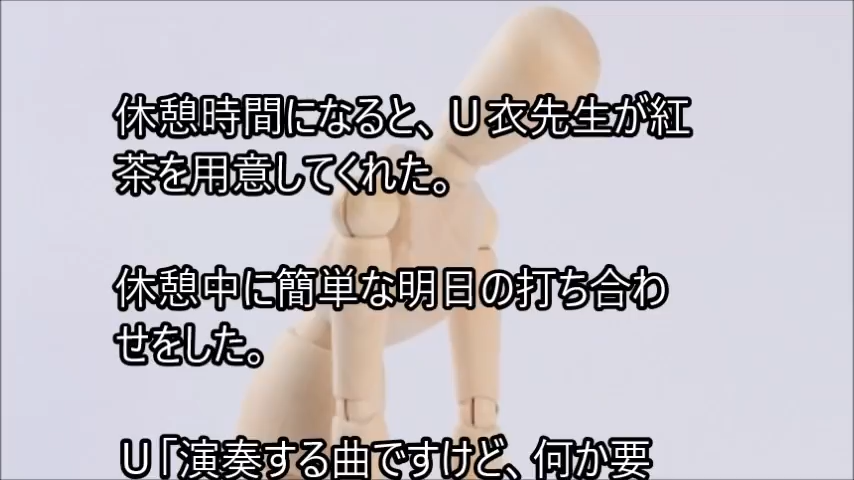 休憩時間になると、U衣先生が紅
茶を用意してくれた。
休憩中に簡単な明日の打ち合わ
せをした。
U「演奏する曲ですけど、何か要